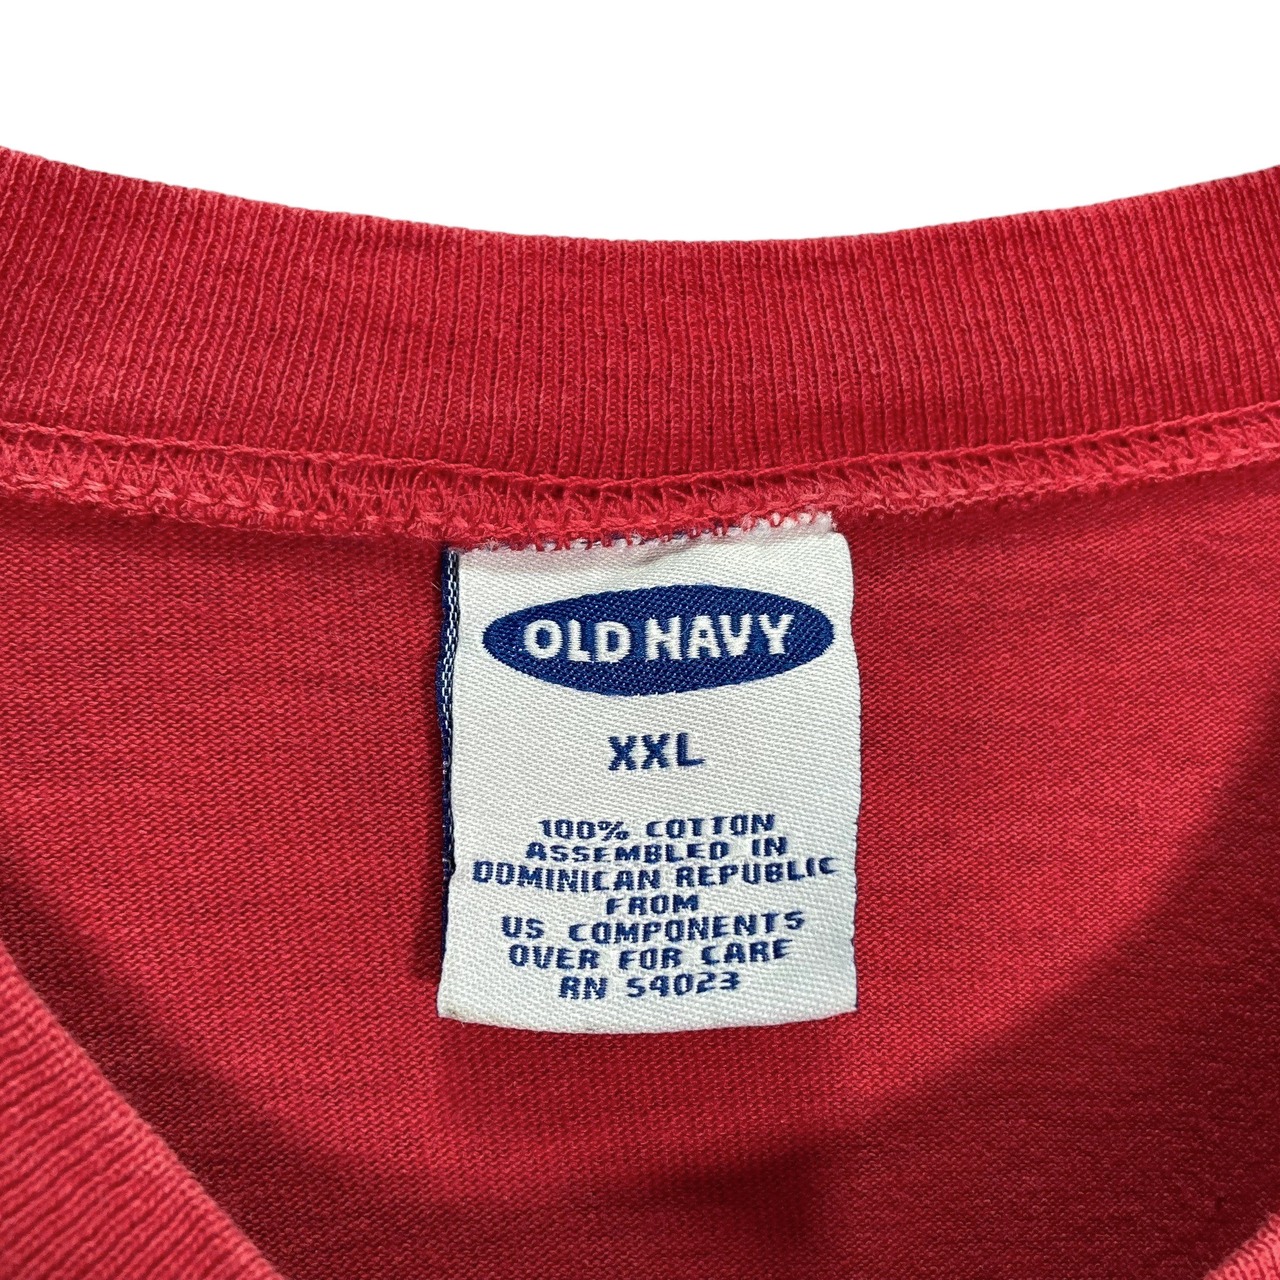 OLD NAVY
XXL
100% COTTON
ASSEMBLED IN
DOMINICAN REPUBLIC
FROM
US COMPONENTS
OVER FOR CARE
RN 54023